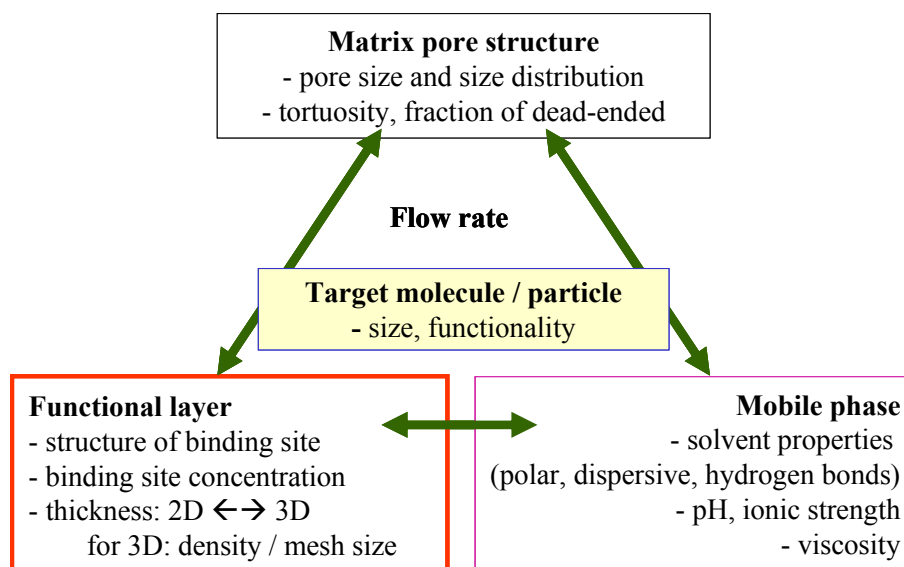 Matrix pore structure
- pore size and size distribution
- tortuosity, fraction of dead-ended
Flow rate
Target molecule / particle
- size, functionality
Functional layer
- structure of binding site
- binding site concentration
- thickness: 2D ←→ 3D
for 3D: density / mesh size
Mobile phase
- solvent properties
(polar, dispersive, hydrogen bonds)
- pH, ionic strength
- viscosity